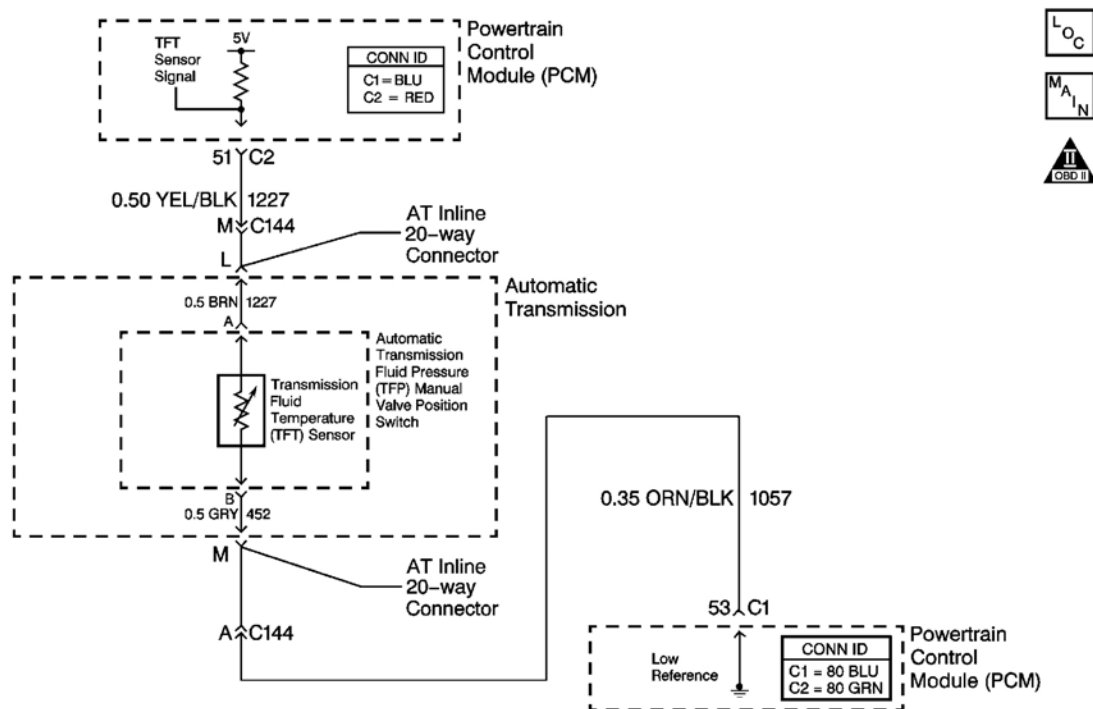 TFT
Sensor
Signal
5V
CONN ID
C1 = BLU
C2 = RED
Powertrain
Control
Module (PCM)
L O C
M A I N
II
OBD II
51 C2
0.50 YEL/BLK 1227
M C144
AT Inline
20-way
Connector
L
Automatic
Transmission
0.5 BRN 1227
A
Automatic
Transmission
Fluid Pressure
(TFP) Manual
Valve Position
Switch
Transmission
Fluid
Temperature
(TFT) Sensor
B
0.5 GRY 452
M
AT Inline
20-way
Connector
A C144
0.35 ORN/BLK 1057
53 C1
Low
Reference
CONN ID
C1 = 80 BLU
C2 = 80 GRN
Powertrain
Control
Module (PCM)